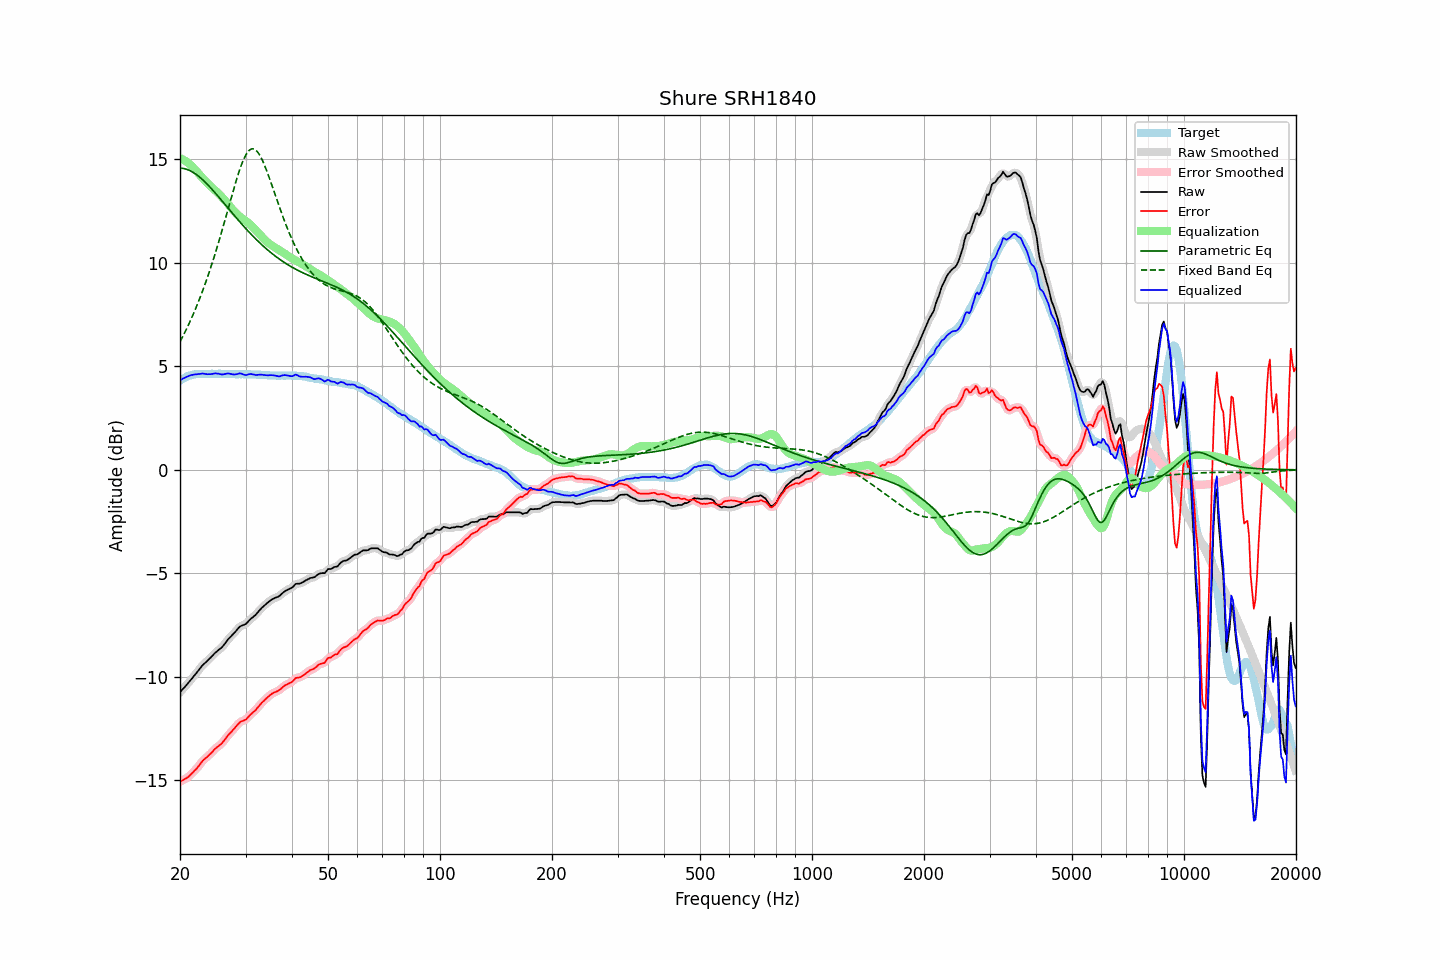 Shure SRH1840
Amplitude (dBr)
15
10
5
0
−5
−10
−15
20
50
100
200
500
1000
2000
5000
10000
20000
Frequency (Hz)
Target
Raw Smoothed
Error Smoothed
Raw
Error
Equalization
Parametric Eq
Fixed Band Eq
Equalized